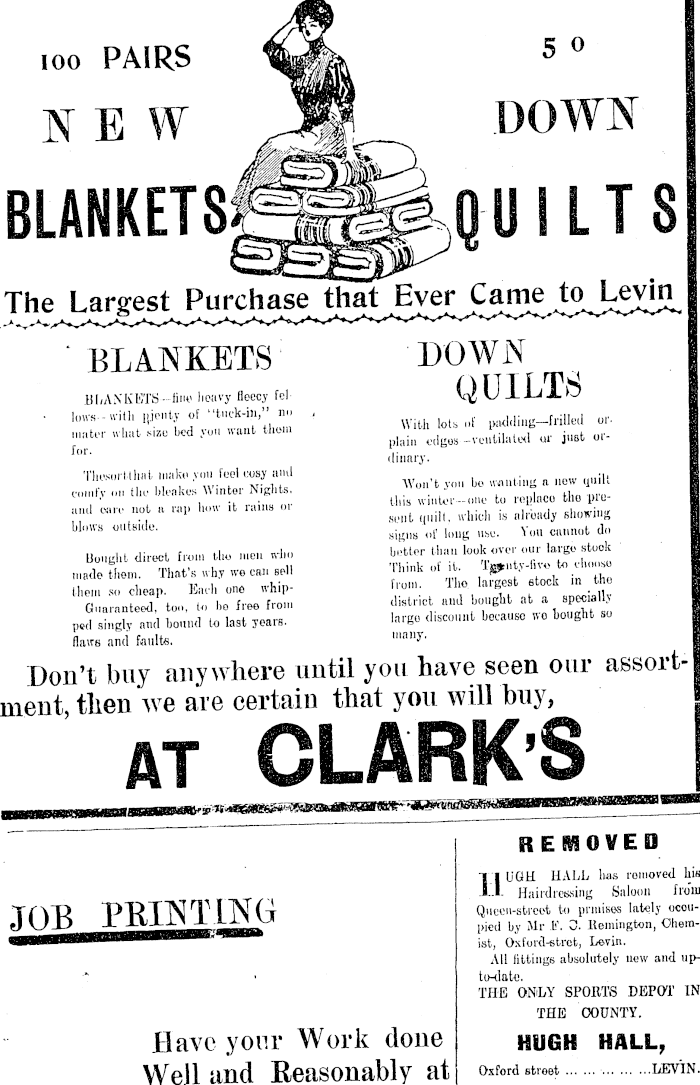 100 PAIRS
NEW
BLANKETS
50
DOWN
QUILTS
The Largest Purchase that Ever Came to Levin
BLANKETS
BLANKETS--fine heavy fleecy fel-
lows--with plenty of "tuck-in," no
mater what size bed you want them
for.
Thesort that make you feel cosy and
comfy on the bleakes Winter Nights,
and care not a rap how it rains or
blows outside.
Bought direct from the men who
made them. That's why we can sell
them so cheap. Each one whip-
Guaranteed, too, to be free from
ped singly and bound to last years.
flaws and faults.
DOWN
QUILTS
With lots of padding—frilled or
plain edges –ventilated or just or-
dinary.
Won't you be wanting a new quilt
this winter--one to replace the pre-
sent quilt, which is already showing
signs of long use. You cannot do
better than look over our large stock
Think of it. Twenty-five to choose
from. The largest stock in the
district and bought at a specially
large discount because we bought so
many.
Don't buy anywhere until you have seen our assort-
ment, then we are certain that you will buy,
AT CLARK'S
JOB PRINTING
Have your Work done
Well and Reasonably at
REMOVED
HUGH HALL has removed his
Hairdressing Saloon from
Queen-street to prmises lately occu-
pied by Mr F. C. Remington, Chem-
ist, Oxford-stret, Levin.
All fittings absolutely new and up-
to-date.
THE ONLY SPORTS DEPOT IN
THE COUNTY.
HUGH HALL,
Oxford street ... ... ... ... ...LEVIN.